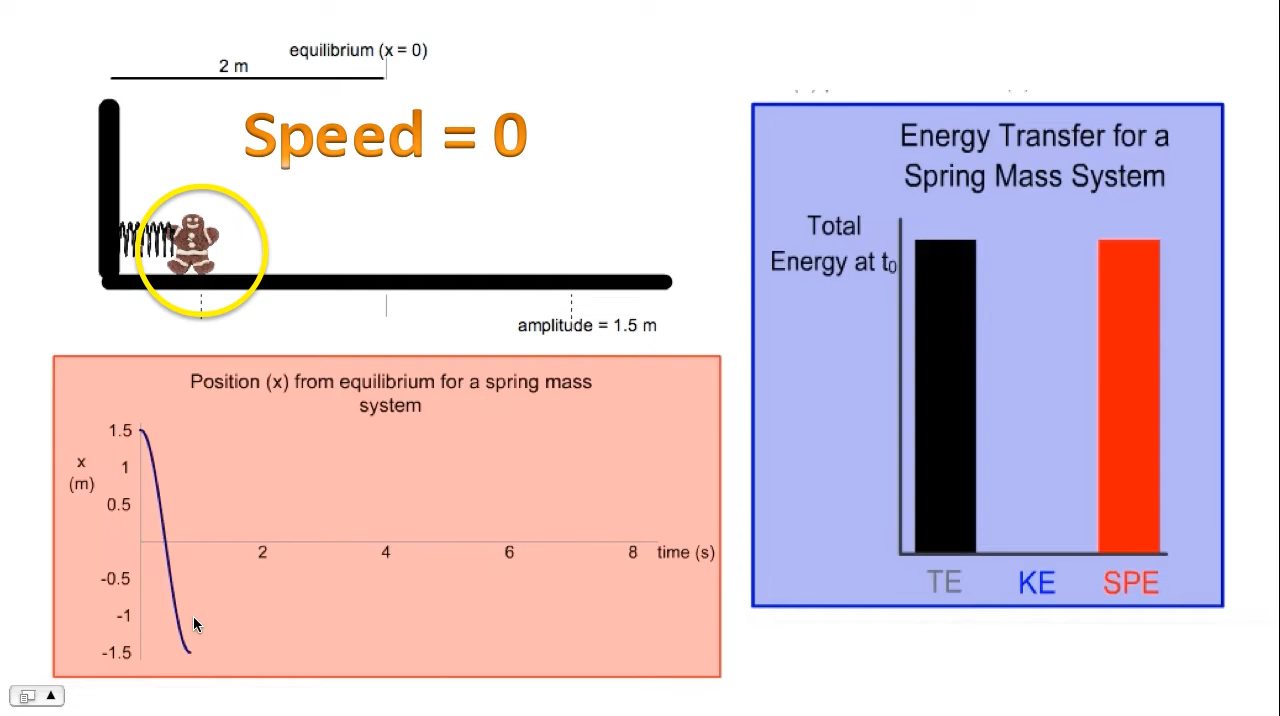 equilibrium (x = 0)
2 m
Speed = 0
amplitude = 1.5 m
Energy Transfer for a
Spring Mass System
Total
Energy at t₀
TE KE SPE
Position (x) from equilibrium for a spring mass
system
x
(m)
1.5
1
0.5
-0.5
-1
-1.5
2 4 6 8 time (s)